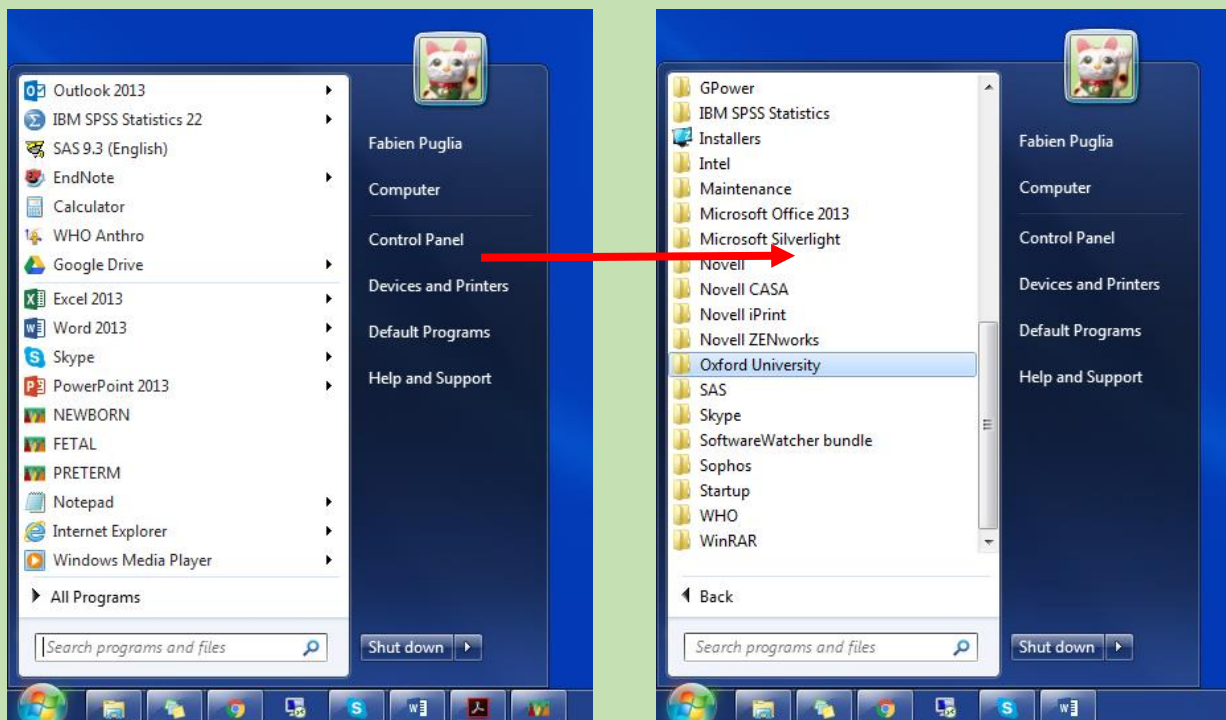 Outlook 2013
IBM SPSS Statistics 22
SAS 9.3 (English)
EndNote
Calculator
WHO Anthro
Google Drive
Excel 2013
Word 2013
Skype
PowerPoint 2013
NEWBORN
FETAL
PRETERM
Notepad
Internet Explorer
Windows Media Player
All Programs
Search programs and files
Fabien Puglia
Computer
Control Panel
Devices and Printers
Default Programs
Help and Support
Shut down
GPower
IBM SPSS Statistics
Installers
Intel
Maintenance
Microsoft Office 2013
Microsoft Silverlight
Novell
Novell CASA
Novell iPrint
Novell ZENworks
Oxford University
SAS
Skype
SoftwareWatcher bundle
Sophos
Startup
WHO
WinRAR
Back
Search programs and files
Fabien Puglia
Computer
Control Panel
Devices and Printers
Default Programs
Help and Support
Shut down